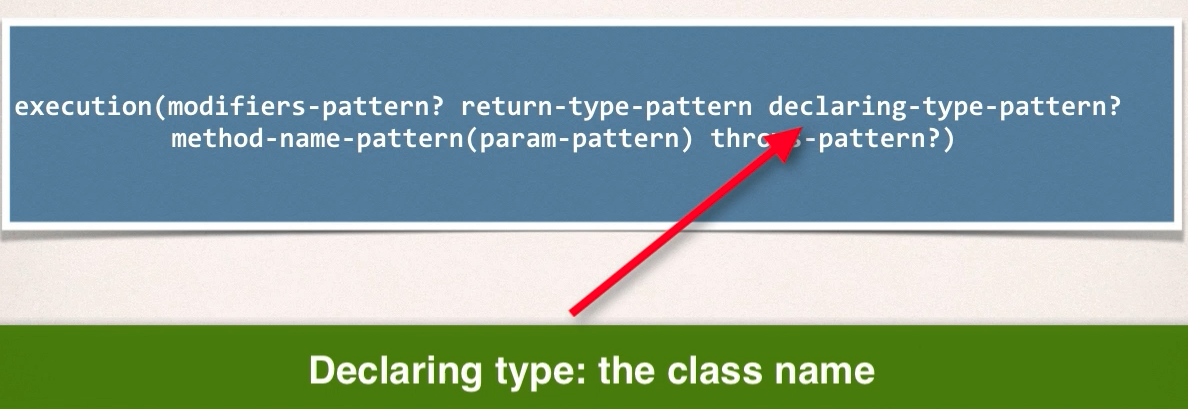 execution(modifiers-pattern? return-type-pattern declaring-type-pattern?
method-name-pattern(param-pattern) throws-pattern?)
Declaring type: the class name